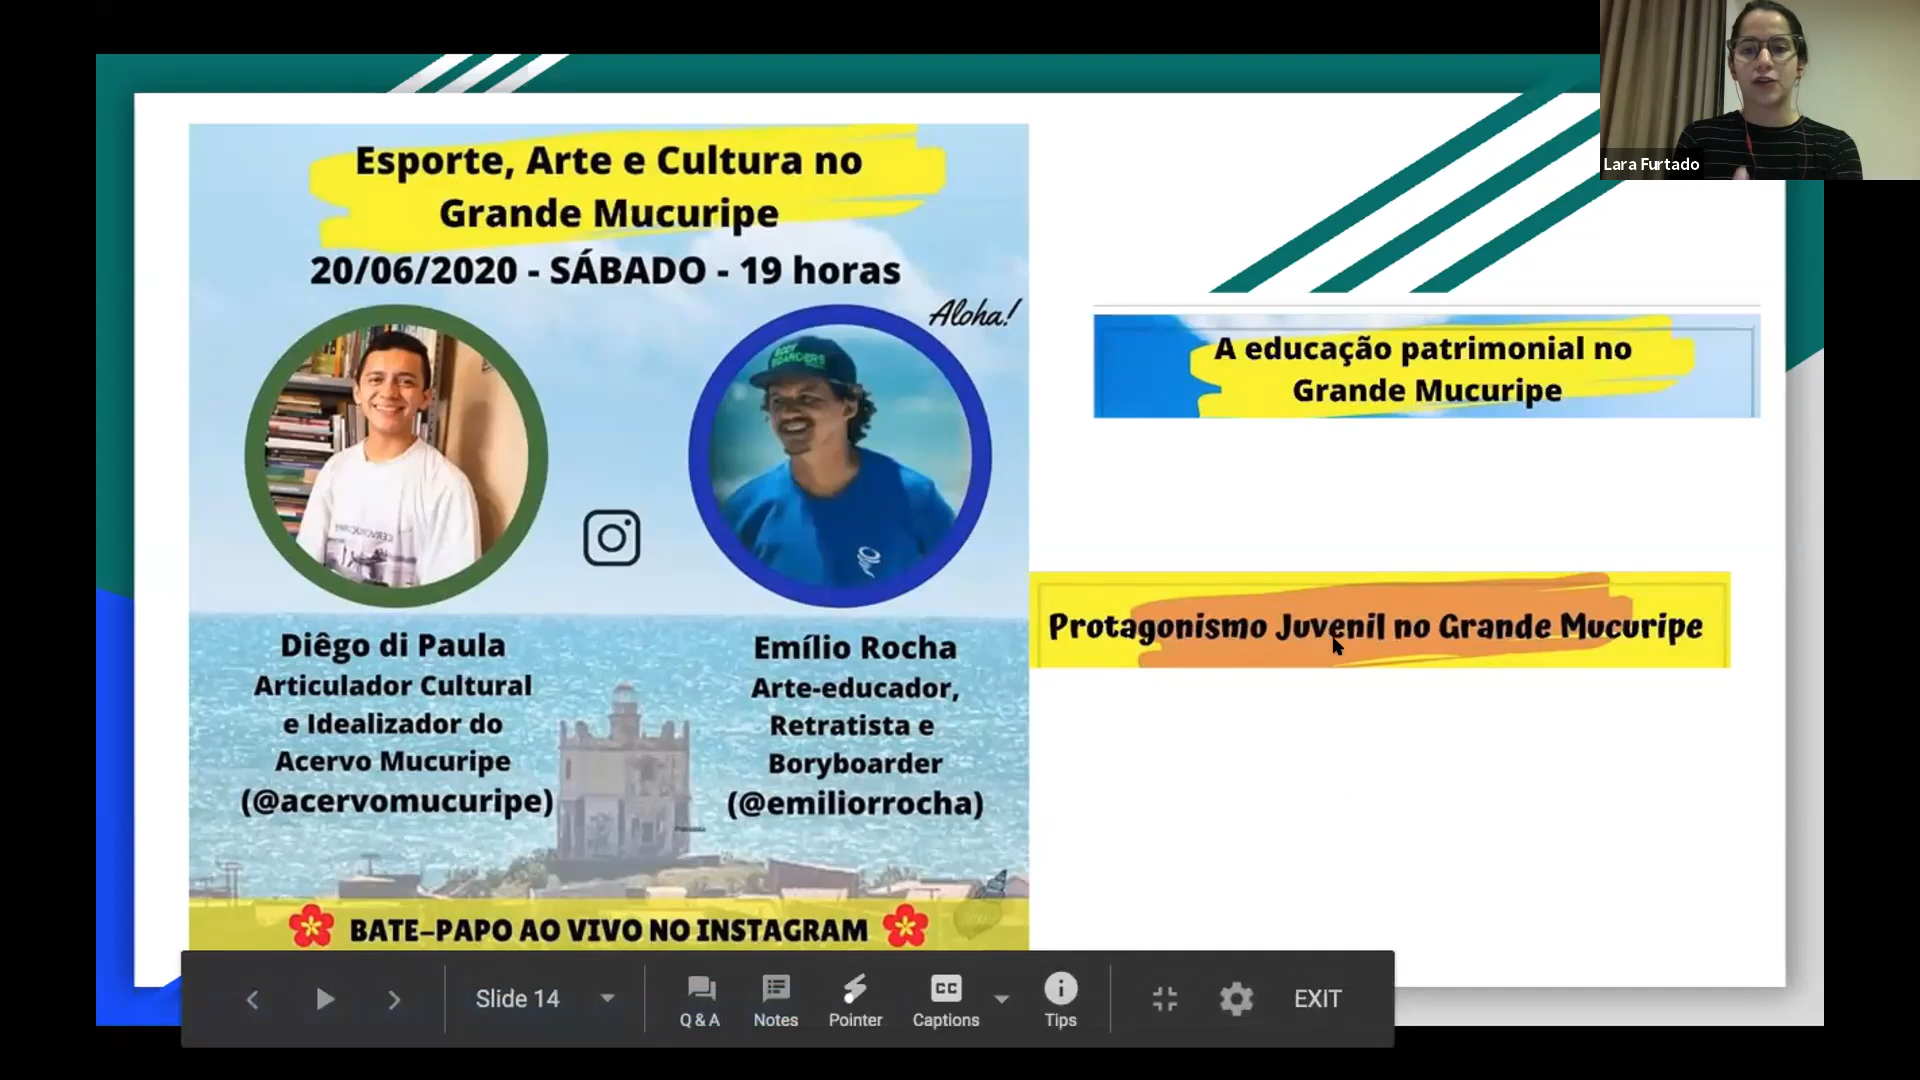 Esporte, Arte e Cultura no
Grande Mucuripe
20/06/2020 - SÁBADO - 19 horas
Aloha!
Diêgo di Paula
Articulador Cultural
e Idealizador do
Acervo Mucuripe
(@acervomucuripe)
Emílio Rocha
Arte-educador,
Retratista e
Boryboarder
(@emiliorrocha)
BATE-PAPO AO VIVO NO INSTAGRAM
A educação patrimonial no
Grande Mucuripe
Protagonismo Juvenil no Grande Mucuripe
Lara Furtado
Slide 14
Q & A
Notes
Pointer
CC
Captions
Tips
EXIT